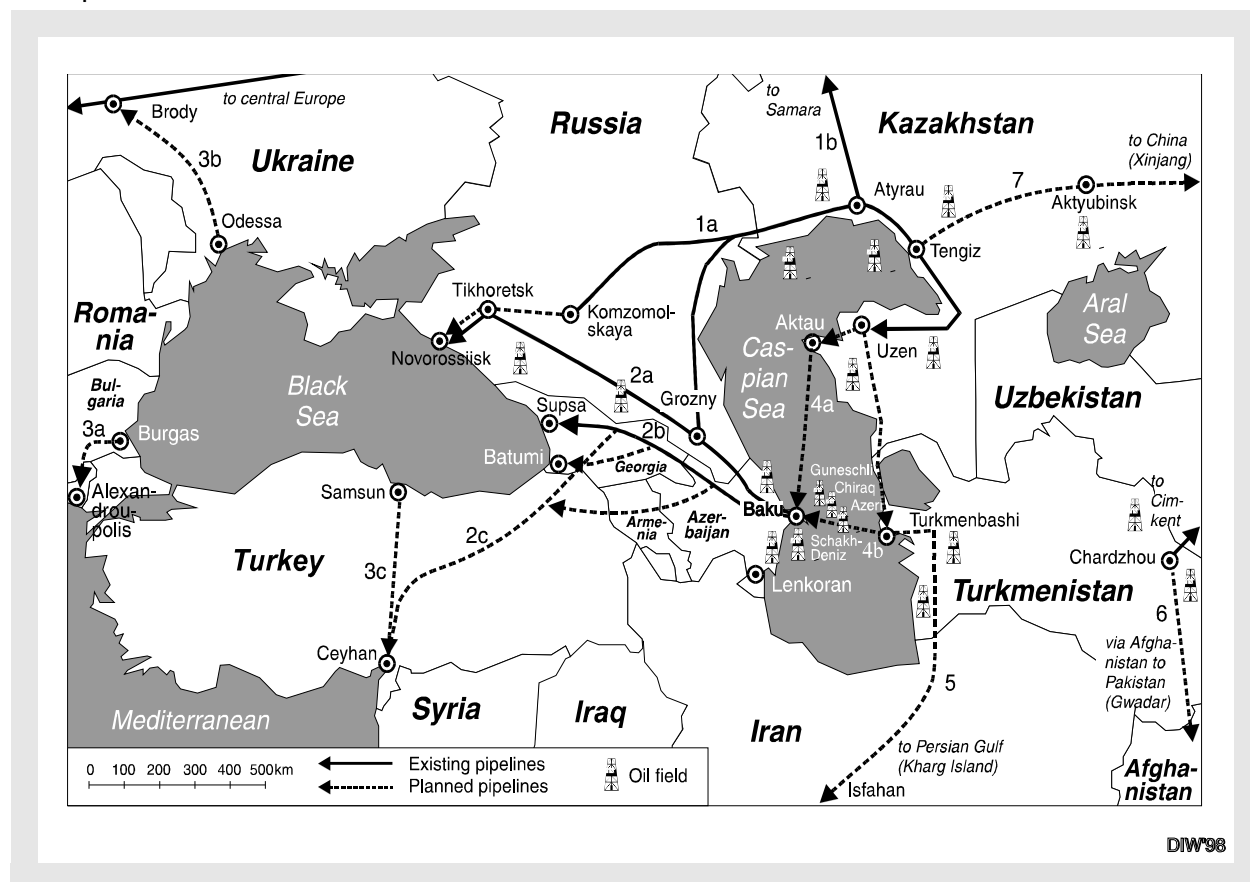 to central Europe
Brody
3b
Ukraine
Odessa
Russia
to
Samara
1b
Kazakhstan
to China
(Xinjang)
Atyrau
7
Aktyubinsk
1a
Tengiz
Tikhoretsk
Komzomol-
skaya
Novorossiisk
Aktau
Uzen
Aral
Sea
Roma-
nia
Bul-
garia
3a
Burgas
Alexan-
drou-
polis
Black
Sea
Cas-
pian
Sea
4a
Uzbekistan
2a
Grozny
Supsa
2b
Batumi
Georgia
Samsun
Guneschli
Chiraq
Azeri
Baku
Schakh-
Deniz
4b
Turkmenbashi
to
Cim-
kent
Chardzhou
Arme-
nia
Azer-
baijan
2c
Turkey
3c
Lenkoran
Turkmenistan
6
Ceyhan
via Afgha-
nistan to
Pakistan
(Gwadar)
Mediterranean
Syria
Iraq
Iran
5
to Persian Gulf
(Kharg Island)
Isfahan
Afgha-
nistan
0 100 200 300 400 500km
Existing pipelines
Planned pipelines
Oil field
DIW'98